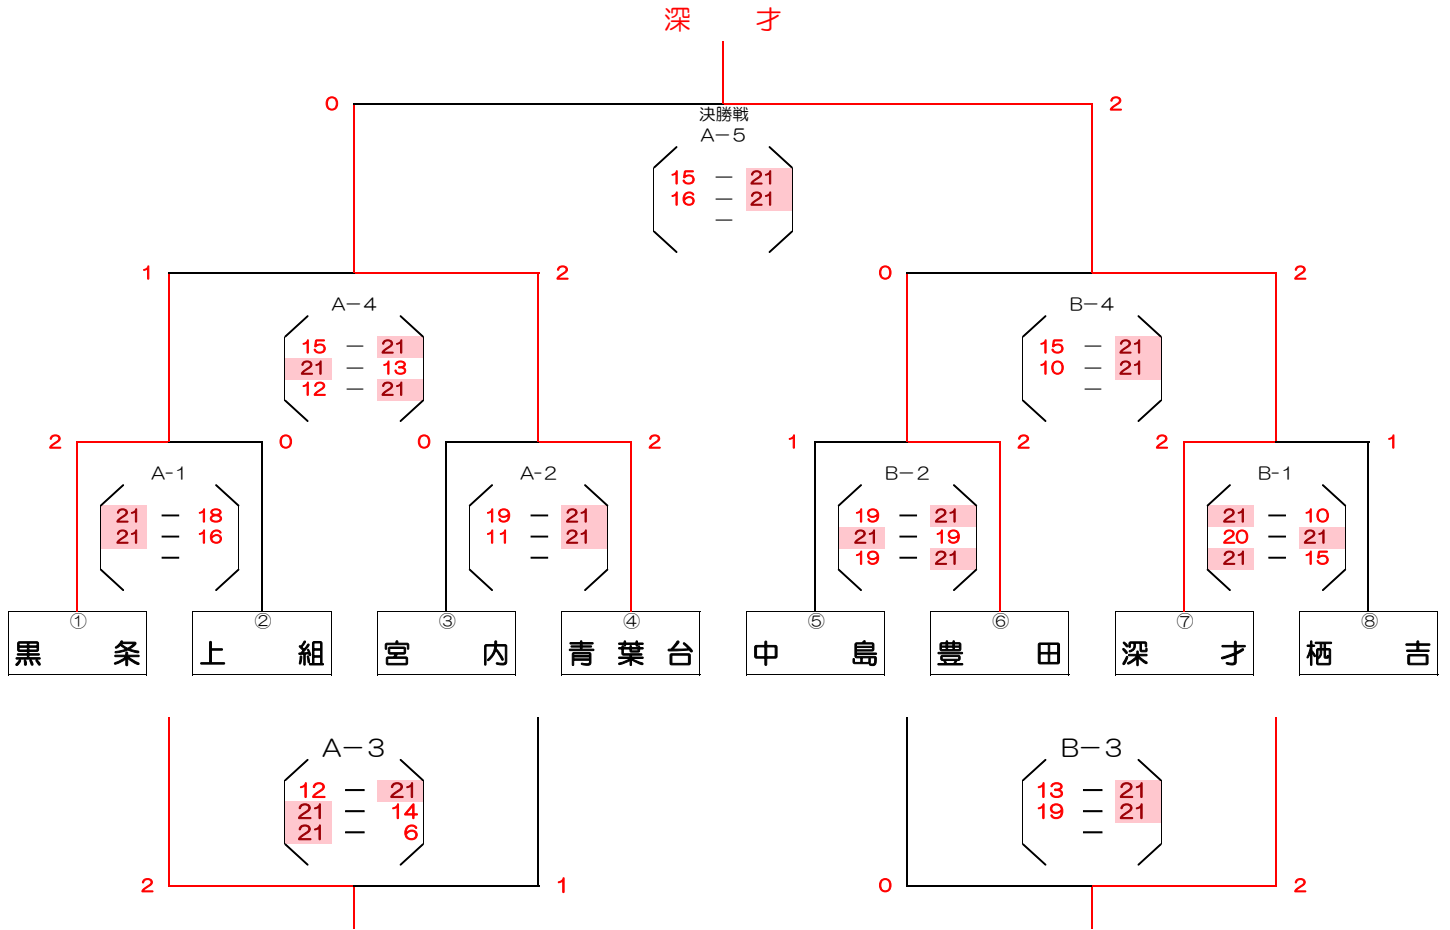 深 才
0 2
決勝戦
A-5
15 - 21
16 - 21
-
1 2 0 2
A-4 B-4
15 - 21 15 - 21
21 - 13 10 - 21
12 - 21 -
2 0 0 2 1 2 2 1
A-1 A-2 B-2 B-1
21 - 18 19 - 21 19 - 21 21 - 10
21 - 16 11 - 21 21 - 19 20 - 21
- - 19 - 21 21 - 15
① ② ③ ④ ⑤ ⑥ ⑦ ⑧
黒条 上組 宮内 青葉台 中島 豊田 深才 栖吉
A-3 B-3
12 - 21 13 - 21
21 - 14 19 - 21
21 - 6 -
2 1 0 2